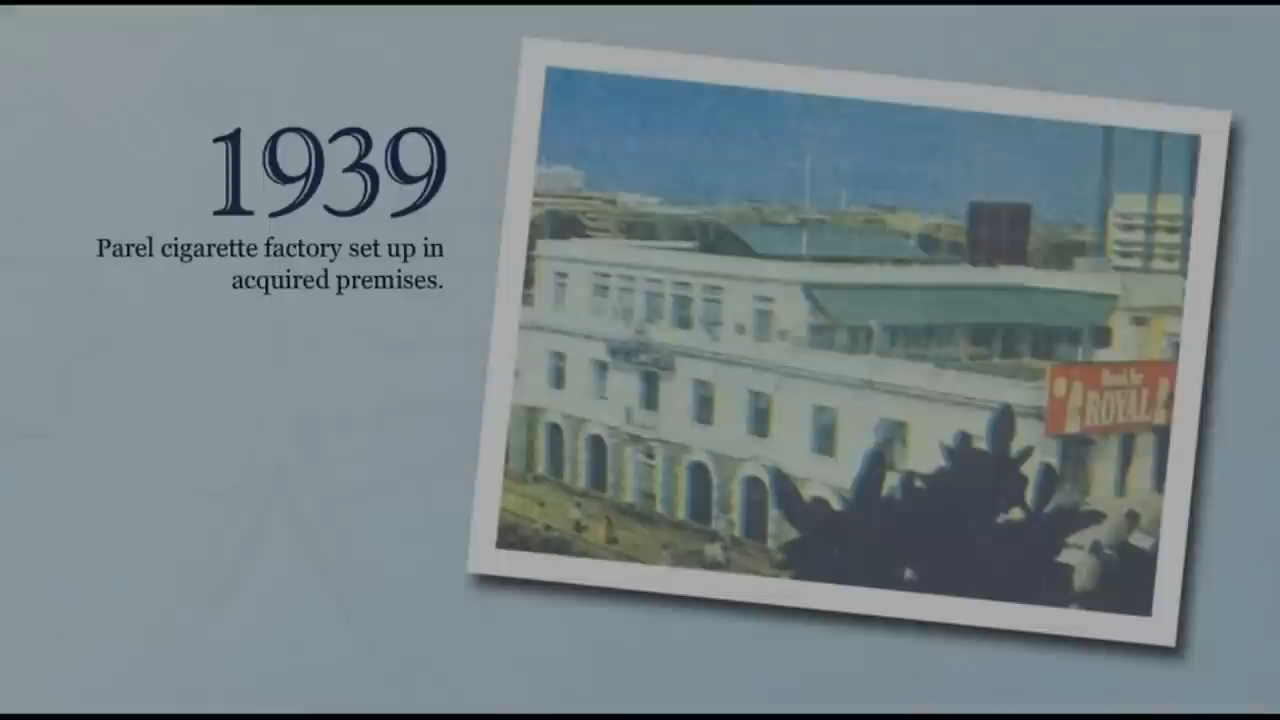 1939
Parel cigarette factory set up in
acquired premises.
ROYAL